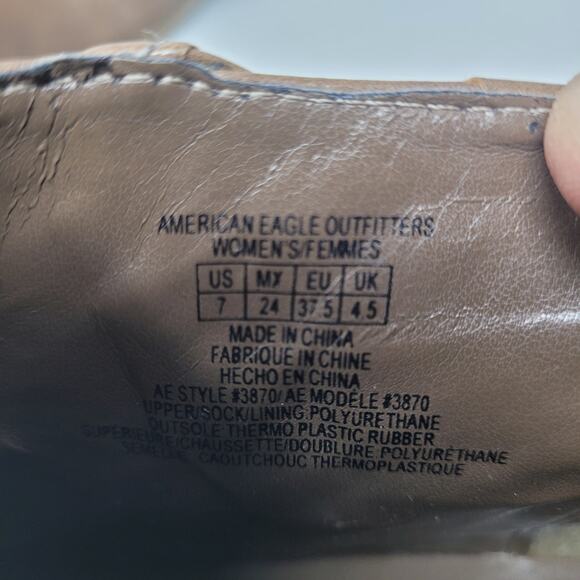 AMERICAN EAGLE OUTFITTERS
WOMEN'S/FEMMES
US MX EU UK
7 24 37.5 4.5
MADE IN CHINA
FABRIQUE IN CHINE
HECHO EN CHINA
AE STYLE #3870/AE MODÈLE #3870
UPPER/SOCK/LINING:POLYURETHANE
OUTSOLE:THERMO PLASTIC RUBBER
SUPERIEURE/CHAUSSETTE/DOUBLURE:POLYURÉTHANE
SEMELLE: CAOUTCHOUC THERMOPLASTIQUE